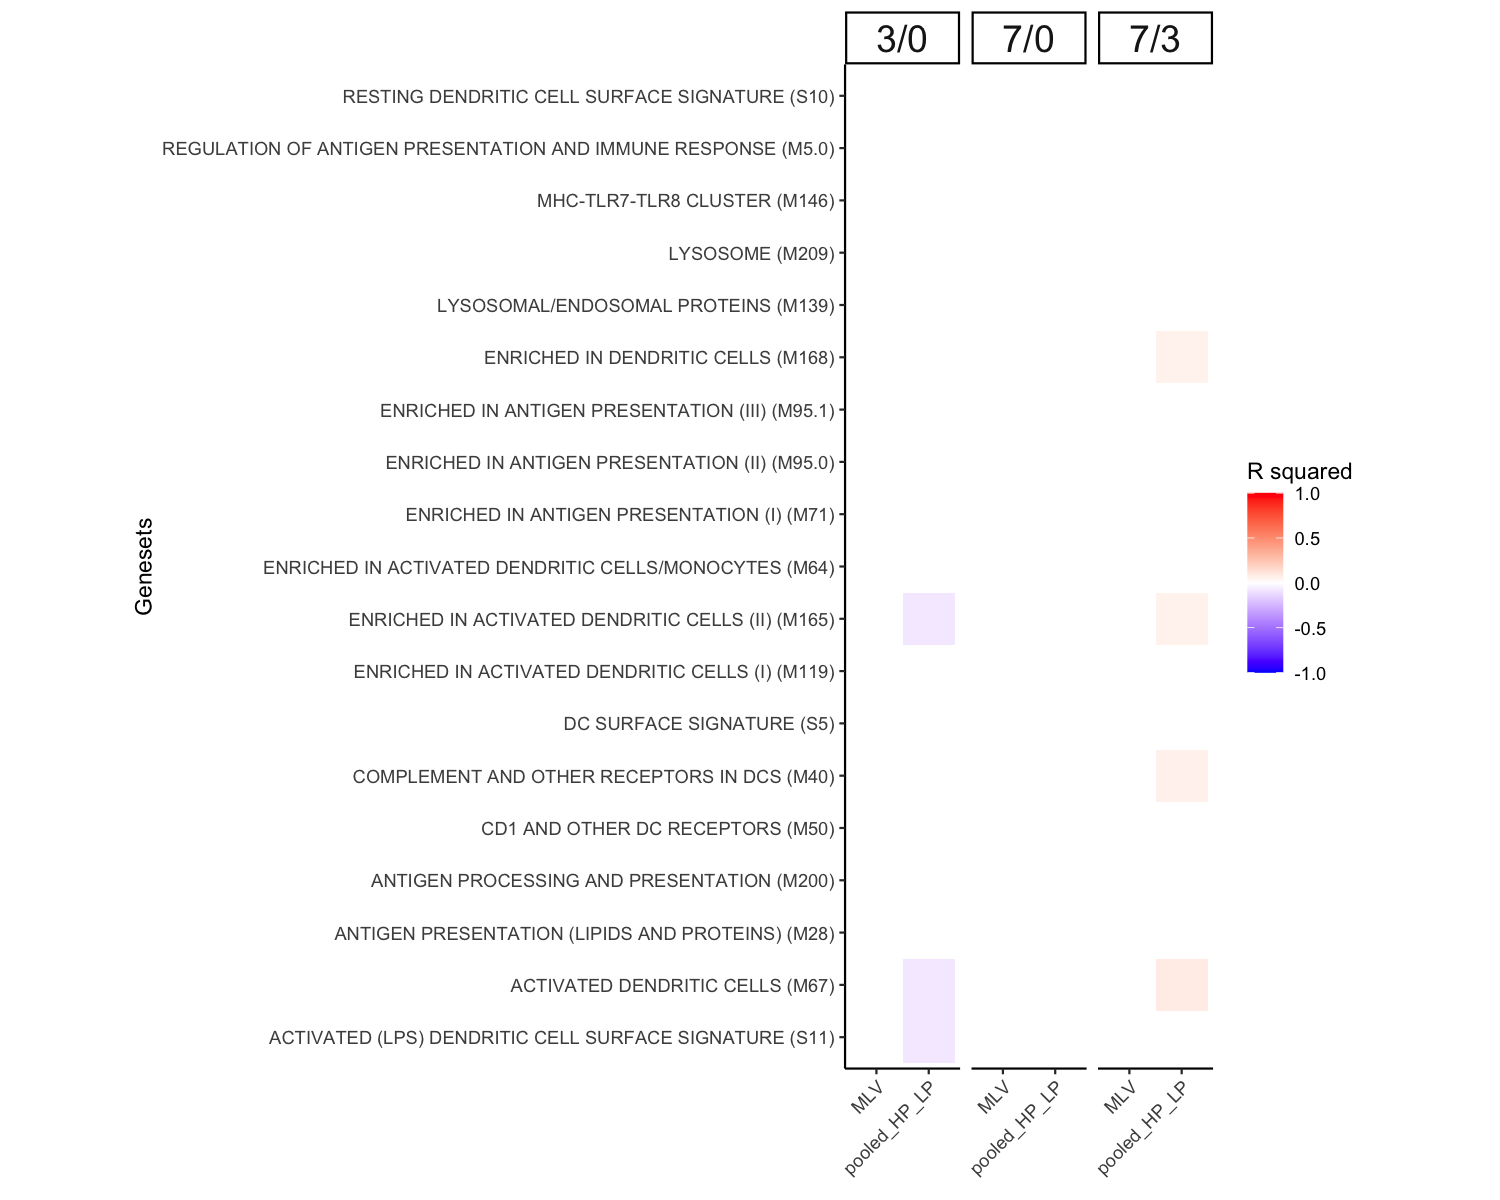 3/0 7/0 7/3
RESTING DENDRITIC CELL SURFACE SIGNATURE (S10)
REGULATION OF ANTIGEN PRESENTATION AND IMMUNE RESPONSE (M5.0)
MHC-TLR7-TLR8 CLUSTER (M146)
LYSOSOME (M209)
LYSOSOMAL/ENDOSOMAL PROTEINS (M139)
ENRICHED IN DENDRITIC CELLS (M168)
ENRICHED IN ANTIGEN PRESENTATION (III) (M95.1)
ENRICHED IN ANTIGEN PRESENTATION (II) (M95.0)
ENRICHED IN ANTIGEN PRESENTATION (I) (M71)
ENRICHED IN ACTIVATED DENDRITIC CELLS/MONOCYTES (M64)
ENRICHED IN ACTIVATED DENDRITIC CELLS (II) (M165)
ENRICHED IN ACTIVATED DENDRITIC CELLS (I) (M119)
DC SURFACE SIGNATURE (S5)
COMPLEMENT AND OTHER RECEPTORS IN DCS (M40)
CD1 AND OTHER DC RECEPTORS (M50)
ANTIGEN PROCESSING AND PRESENTATION (M200)
ANTIGEN PRESENTATION (LIPIDS AND PROTEINS) (M28)
ACTIVATED DENDRITIC CELLS (M67)
ACTIVATED (LPS) DENDRITIC CELL SURFACE SIGNATURE (S11)
Genesets
MLV
pooled_HP_LP
MLV
pooled_HP_LP
MLV
pooled_HP_LP
R squared
1.0
0.5
0.0
-0.5
-1.0